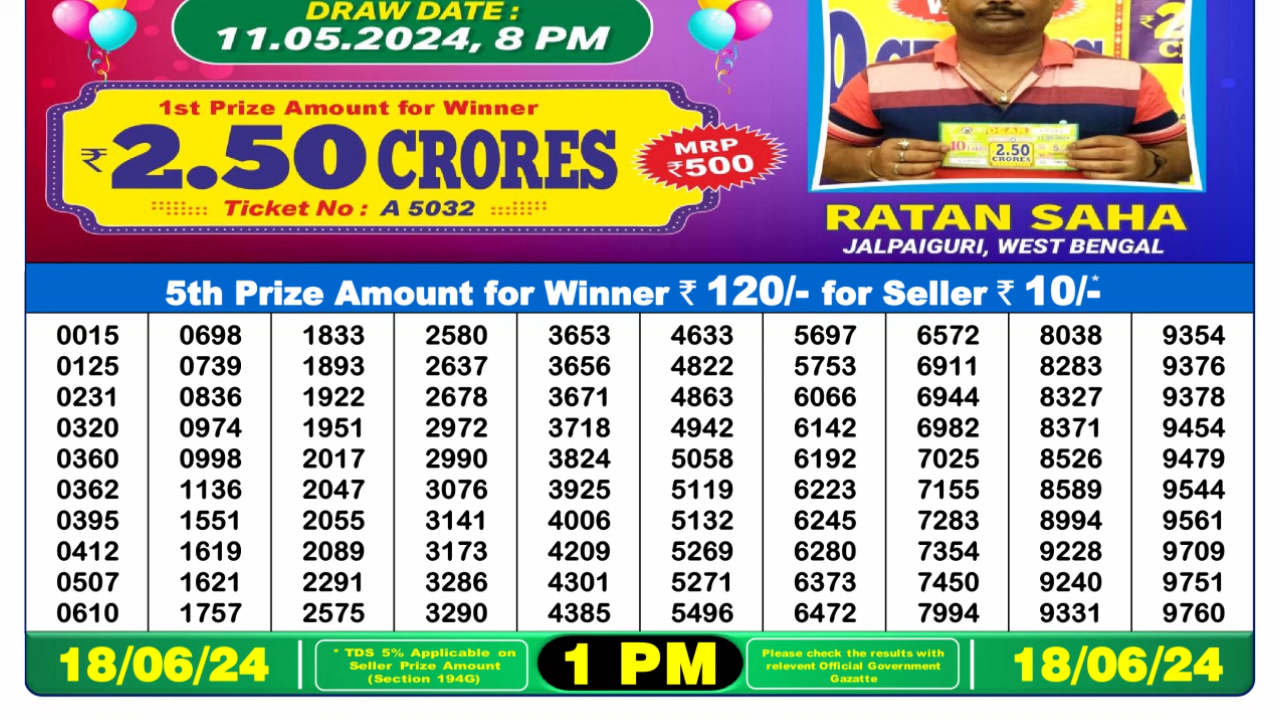 DRAW DATE :
11.05.2024, 8 PM
1st Prize Amount for Winner
₹2.50 CRORES
MRP
₹500
Ticket No : A 5032
DEAR
10
2.50
CRORES
RATAN SAHA
JALPAIGURI, WEST BENGAL
5th Prize Amount for Winner ₹ 120/- for Seller ₹ 10/-*
0015 0698 1833 2580 3653 4633 5697 6572 8038 9354
0125 0739 1893 2637 3656 4822 5753 6911 8283 9376
0231 0836 1922 2678 3671 4863 6066 6944 8327 9378
0320 0974 1951 2972 3718 4942 6142 6982 8371 9454
0360 0998 2017 2990 3824 5058 6192 7025 8526 9479
0362 1136 2047 3076 3925 5119 6223 7155 8589 9544
0395 1551 2055 3141 4006 5132 6245 7283 8994 9561
0412 1619 2089 3173 4209 5269 6280 7354 9228 9709
0507 1621 2291 3286 4301 5271 6373 7450 9240 9751
0610 1757 2575 3290 4385 5496 6472 7994 9331 9760
18/06/24
* TDS 5% Applicable on
Seller Prize Amount
(Section 194G)
1 PM
Please check the results with
relevent Official Government
Gazatte
18/06/24